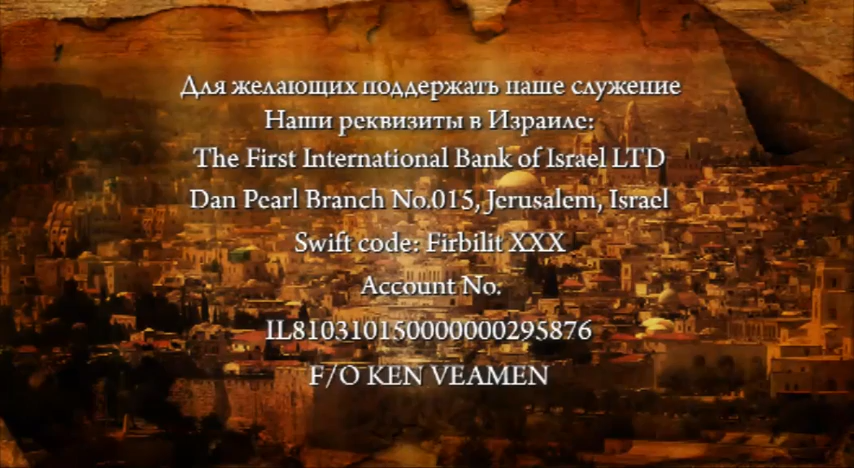 Для желающих поддержать наше служение
Наши реквизиты в Израиле:
The First International Bank of Israel LTD
Dan Pearl Branch No.015, Jerusalem, Israel
Swift code: Firbilit XXX
Account No.
IL810310150000000295876
F/O KEN VEAMEN